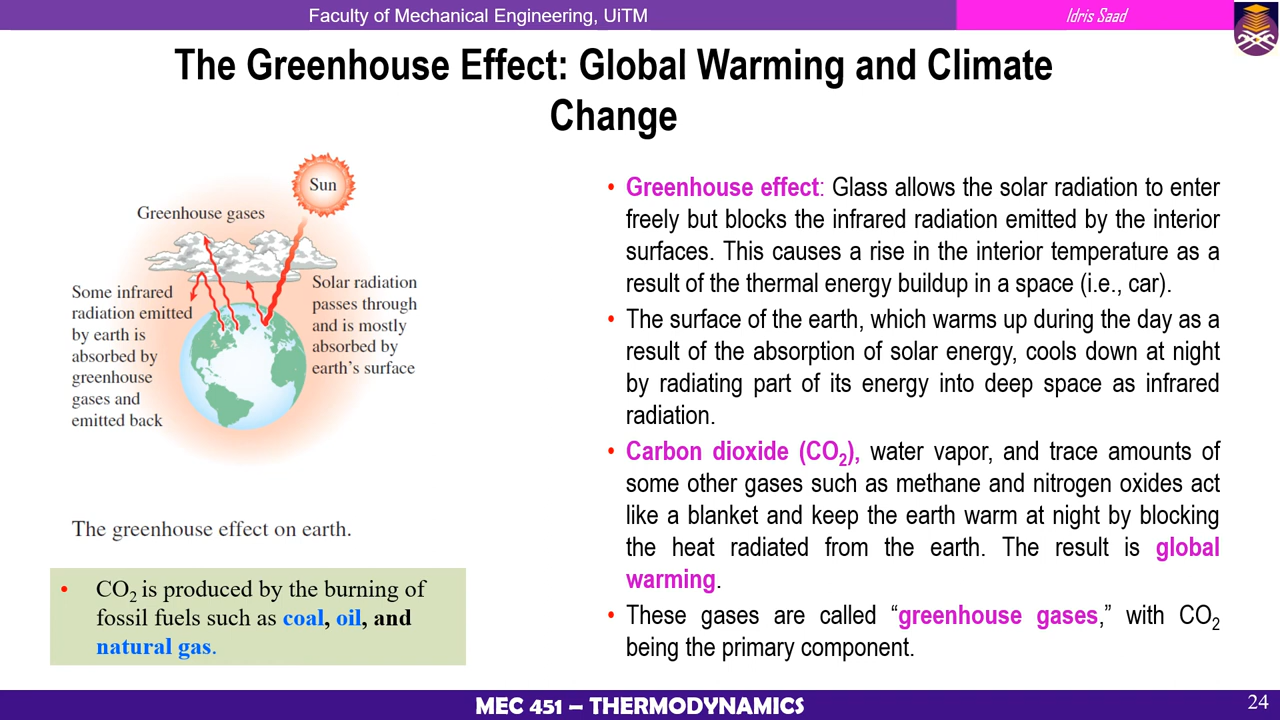 Faculty of Mechanical Engineering, UiTM
Idris Saad
The Greenhouse Effect: Global Warming and Climate
Change
Sun
Greenhouse gases
Some infrared
radiation emitted
by earth is
absorbed by
greenhouse
gases and
emitted back
Solar radiation
passes through
and is mostly
absorbed by
earth’s surface
The greenhouse effect on earth.
• CO₂ is produced by the burning of
fossil fuels such as coal, oil, and
natural gas.
• Greenhouse effect: Glass allows the solar radiation to enter
freely but blocks the infrared radiation emitted by the interior
surfaces. This causes a rise in the interior temperature as a
result of the thermal energy buildup in a space (i.e., car).
• The surface of the earth, which warms up during the day as a
result of the absorption of solar energy, cools down at night
by radiating part of its energy into deep space as infrared
radiation.
• Carbon dioxide (CO₂), water vapor, and trace amounts of
some other gases such as methane and nitrogen oxides act
like a blanket and keep the earth warm at night by blocking
the heat radiated from the earth. The result is global
warming.
• These gases are called “greenhouse gases,” with CO₂
being the primary component.
MEC 451 – THERMODYNAMICS
24